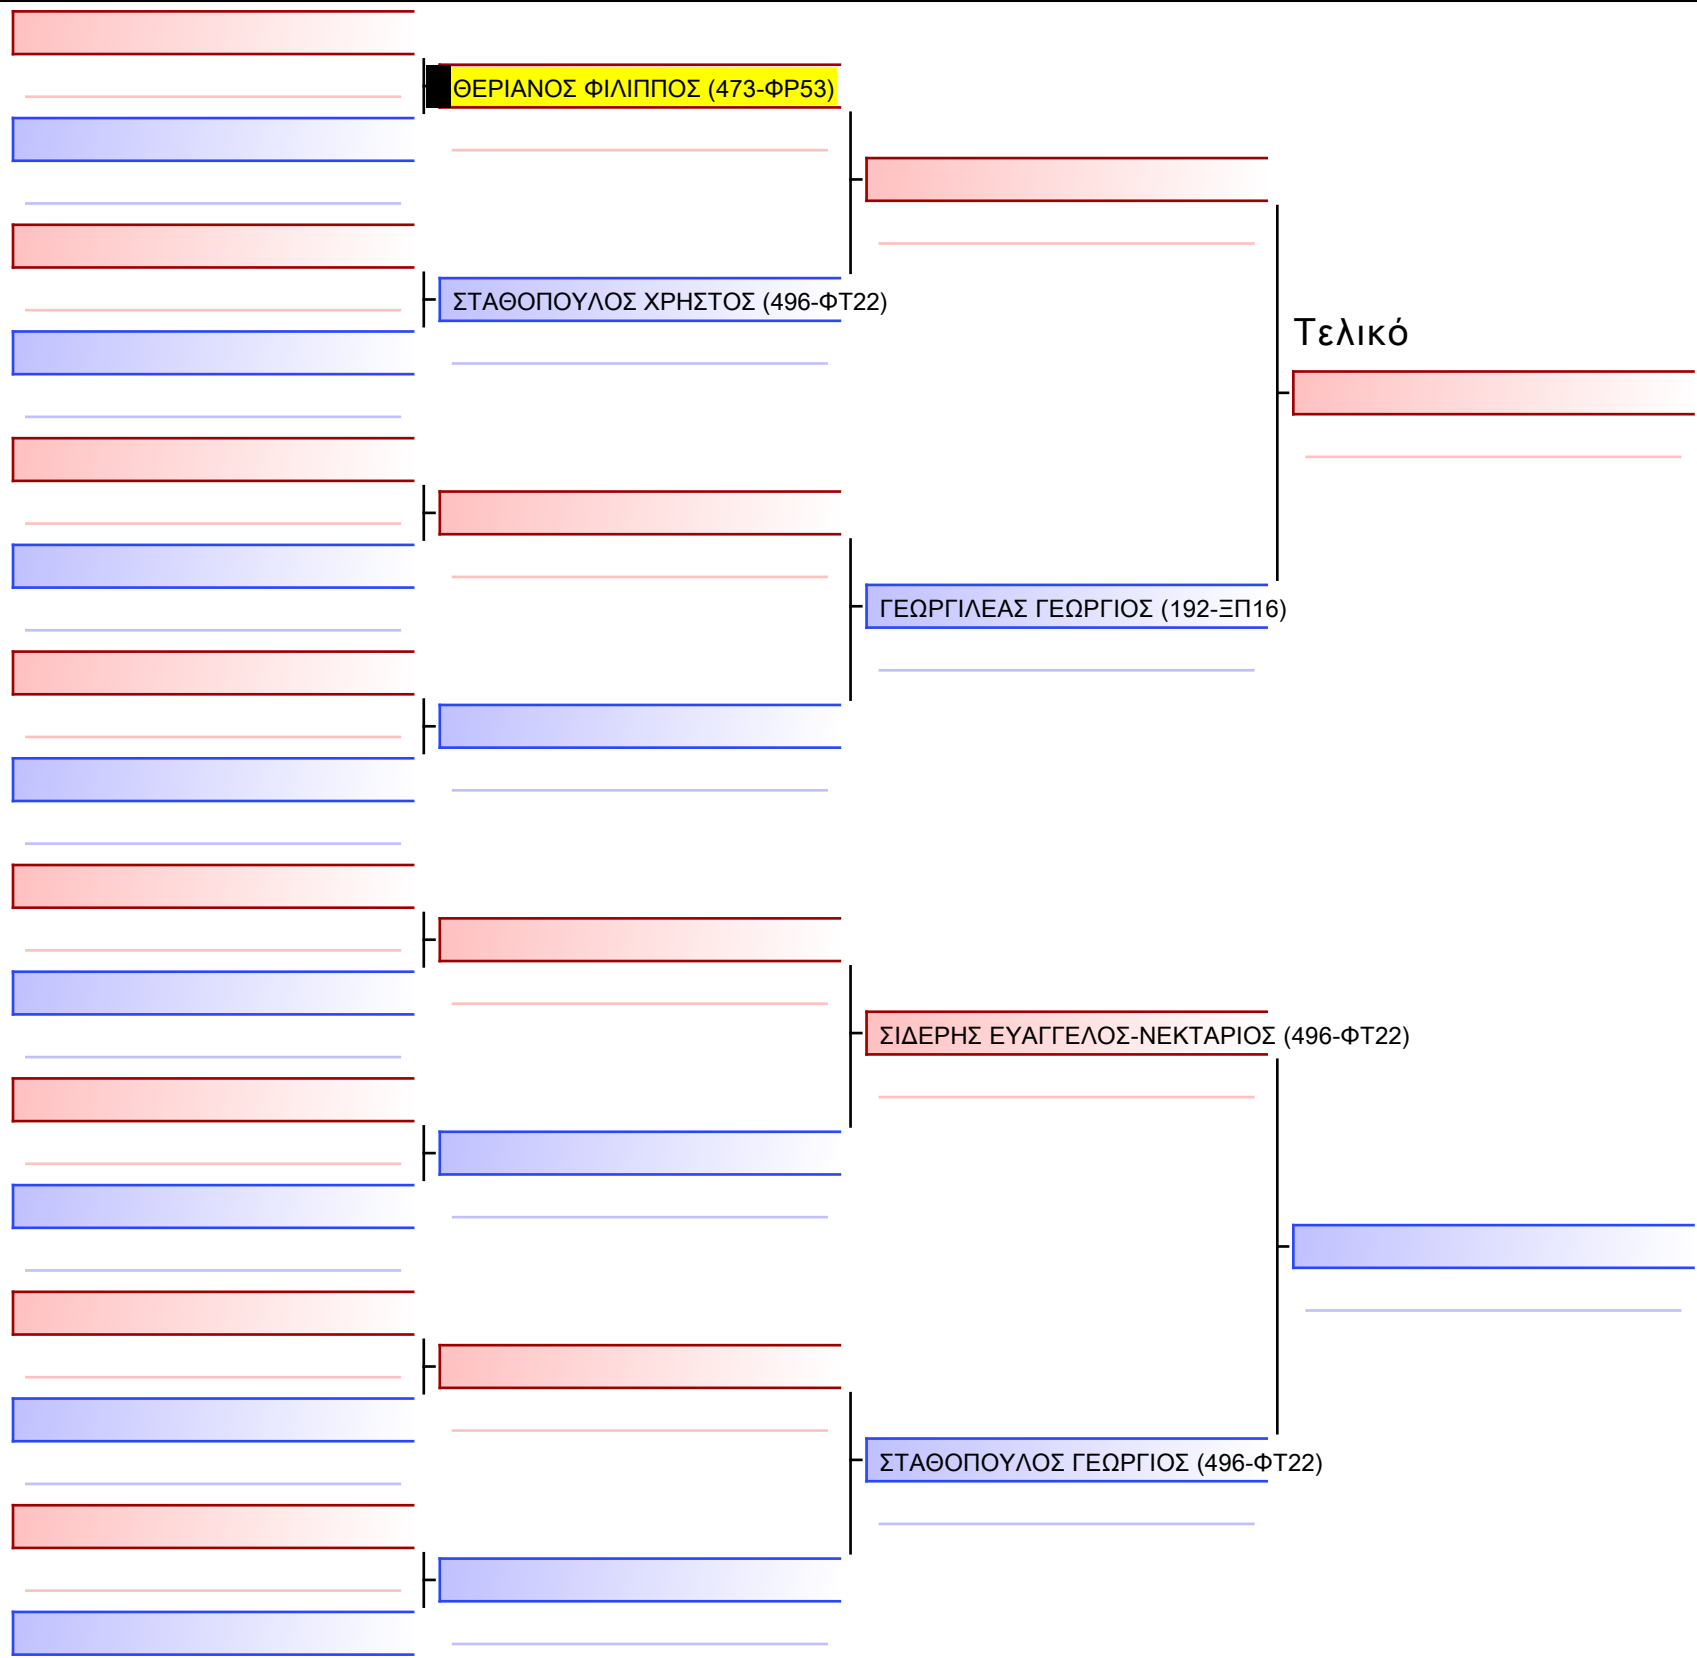 ΘΕΡΙΑΝΟΣ ΦΙΛΙΠΠΟΣ (473-ΦΡ53)
ΣΤΑΘΟΠΟΥΛΟΣ ΧΡΗΣΤΟΣ (496-ΦΤ22)
Τελικό
ΓΕΩΡΓΙΛΕΑΣ ΓΕΩΡΓΙΟΣ (192-ΞΠ16)
ΣΙΔΕΡΗΣ ΕΥΑΓΓΕΛΟΣ-ΝΕΚΤΑΡΙΟΣ (496-ΦΤ22)
ΣΤΑΘΟΠΟΥΛΟΣ ΓΕΩΡΓΙΟΣ (496-ΦΤ22)